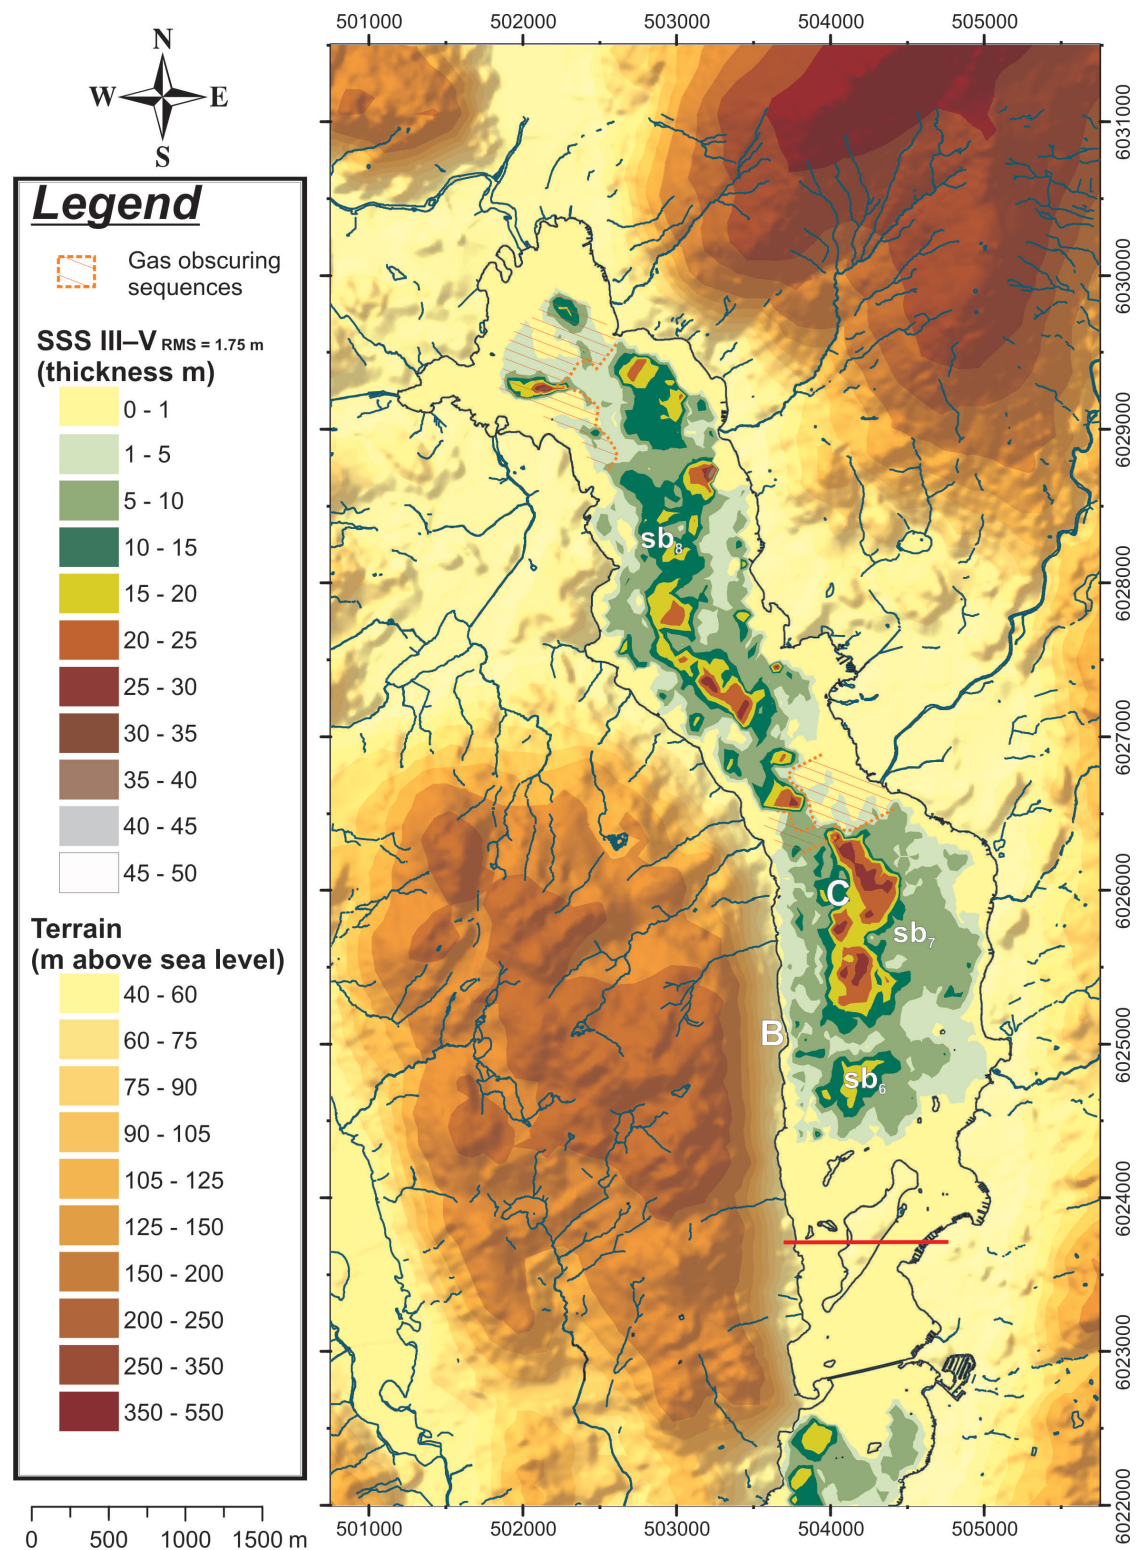 501000 502000 503000 504000 505000
N
W E
S
Legend
Gas obscuring
sequences
SSS III–V RMS = 1.75 m
(thickness m)
0 - 1
1 - 5
5 - 10
10 - 15
15 - 20
20 - 25
25 - 30
30 - 35
35 - 40
40 - 45
45 - 50
Terrain
(m above sea level)
40 - 60
60 - 75
75 - 90
90 - 105
105 - 125
125 - 150
150 - 200
200 - 250
250 - 350
350 - 550
0 500 1000 1500 m
sb8
C
sb7
B
sb6
6031000
6030000
6029000
6028000
6027000
6026000
6025000
6024000
6023000
6022000
501000 502000 503000 504000 505000